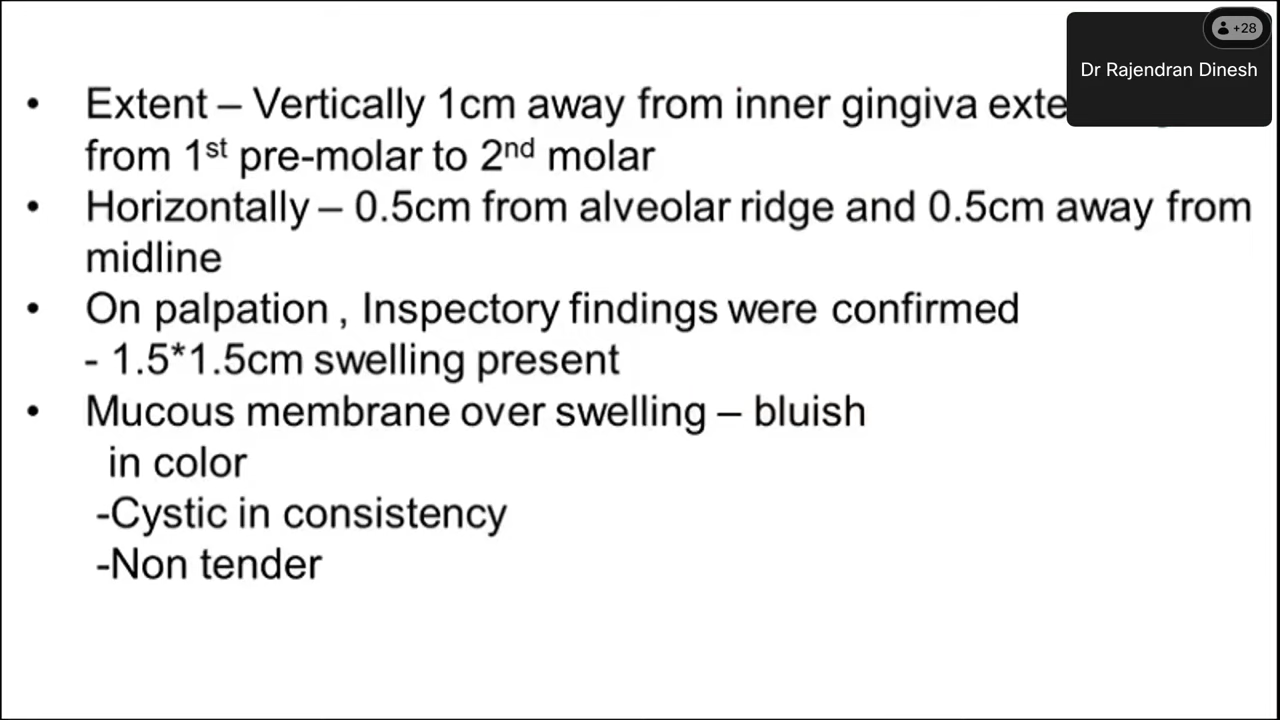 +28
Dr Rajendran Dinesh
• Extent – Vertically 1cm away from inner gingiva
from 1st pre-molar to 2nd molar
• Horizontally – 0.5cm from alveolar ridge and 0.5cm away from
midline
• On palpation , Inspectory findings were confirmed
- 1.5*1.5cm swelling present
• Mucous membrane over swelling – bluish
in color
-Cystic in consistency
-Non tender